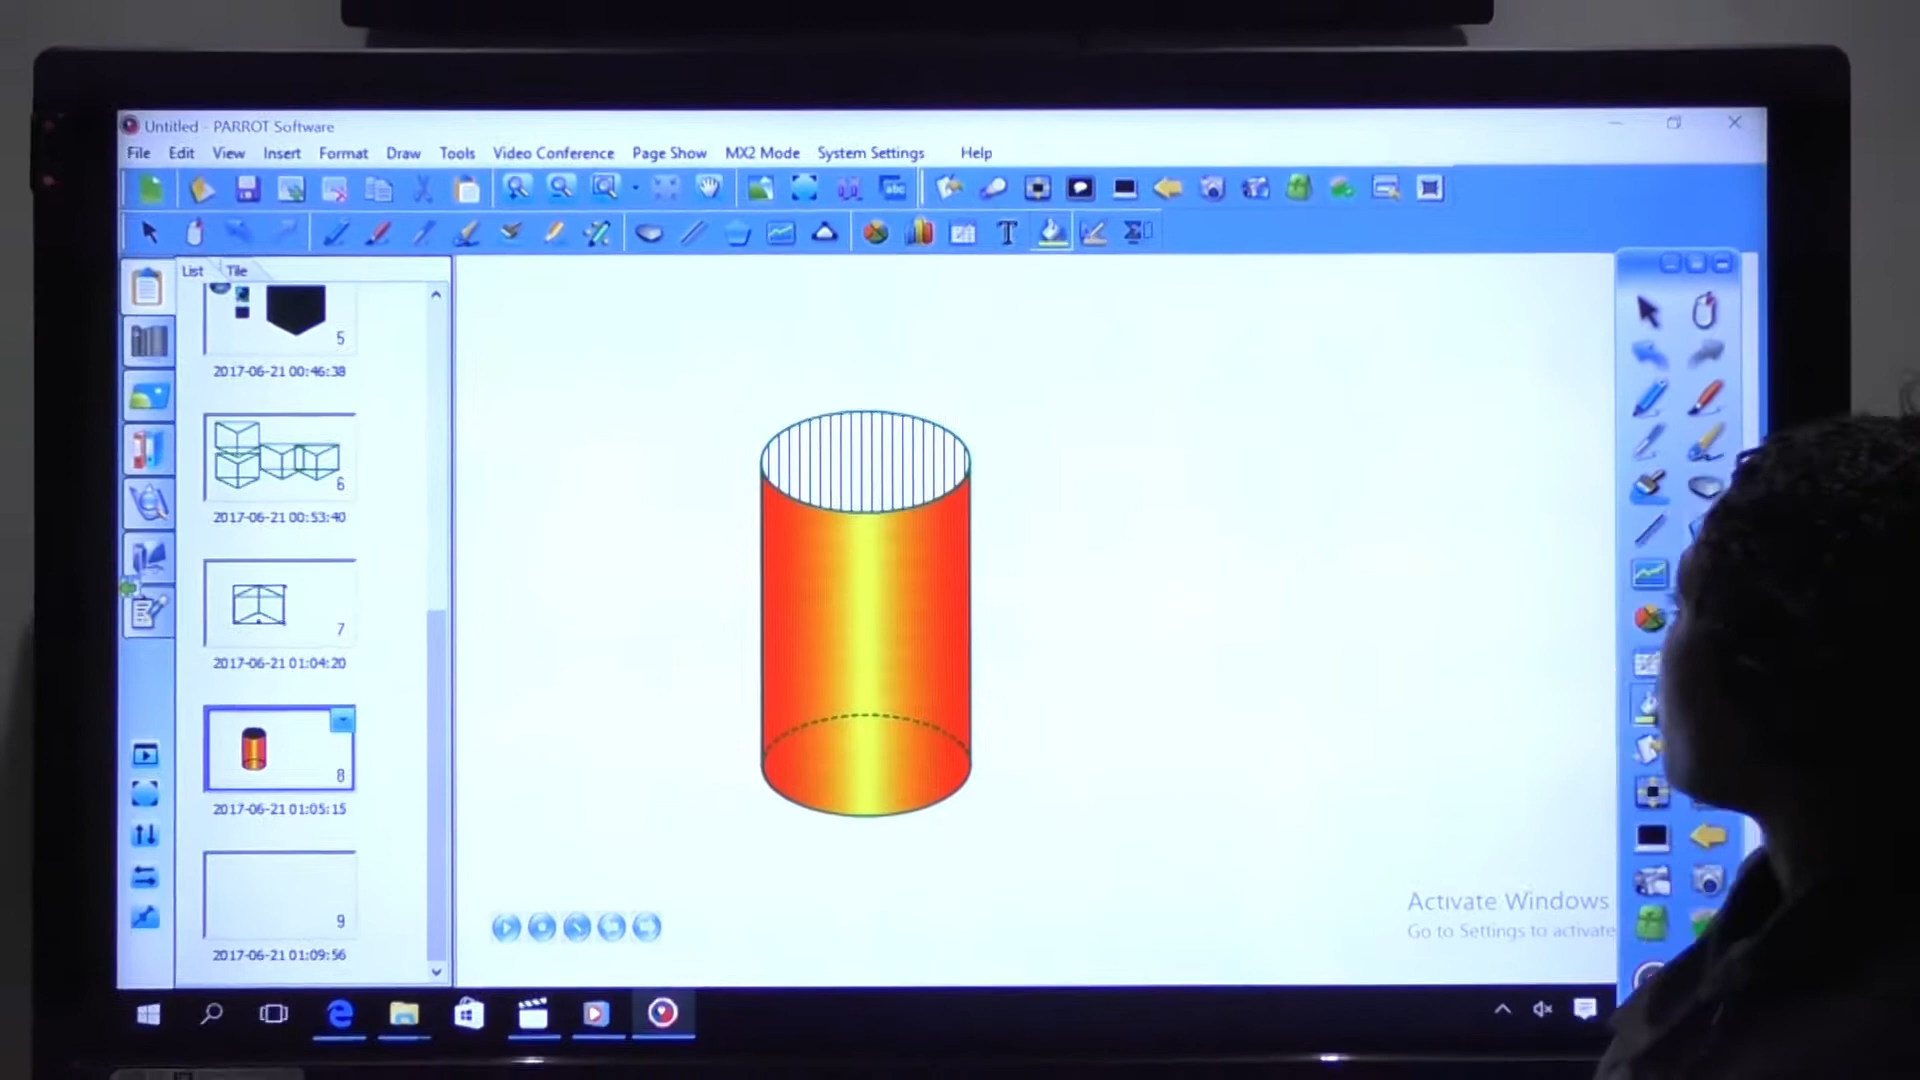 Untitled - PARROT Software
File Edit View Insert Format Draw Tools Video Conference Page Show MX2 Mode System Settings Help
abc
T
List Tile
5
2017-06-21 00:46:38
6
2017-06-21 00:53:40
7
2017-06-21 01:04:20
8
2017-06-21 01:05:15
9
2017-06-21 01:09:56
Activate Windows
Go to Settings to activate